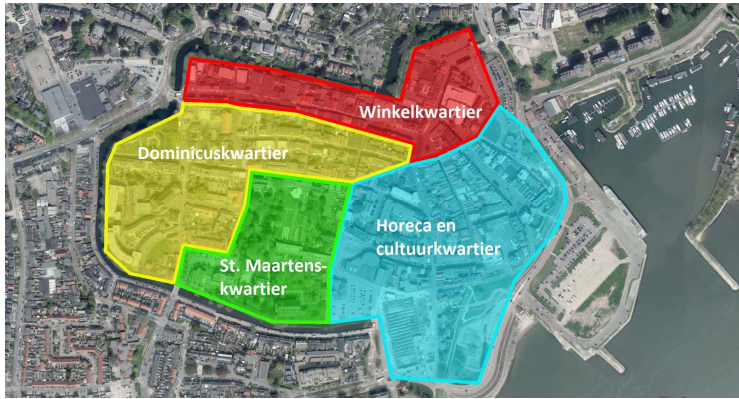 Winkelkwartier
Dominicuskwartier
Horeca en
cultuurkwartier
St. Maartens-
kwartier